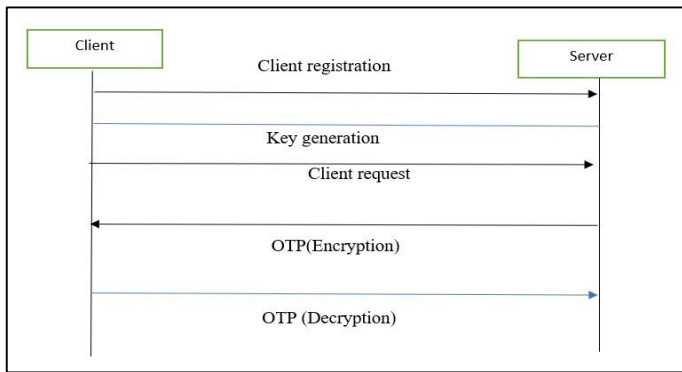 Client
Server
Client registration
Key generation
Client request
OTP(Encryption)
OTP (Decryption)